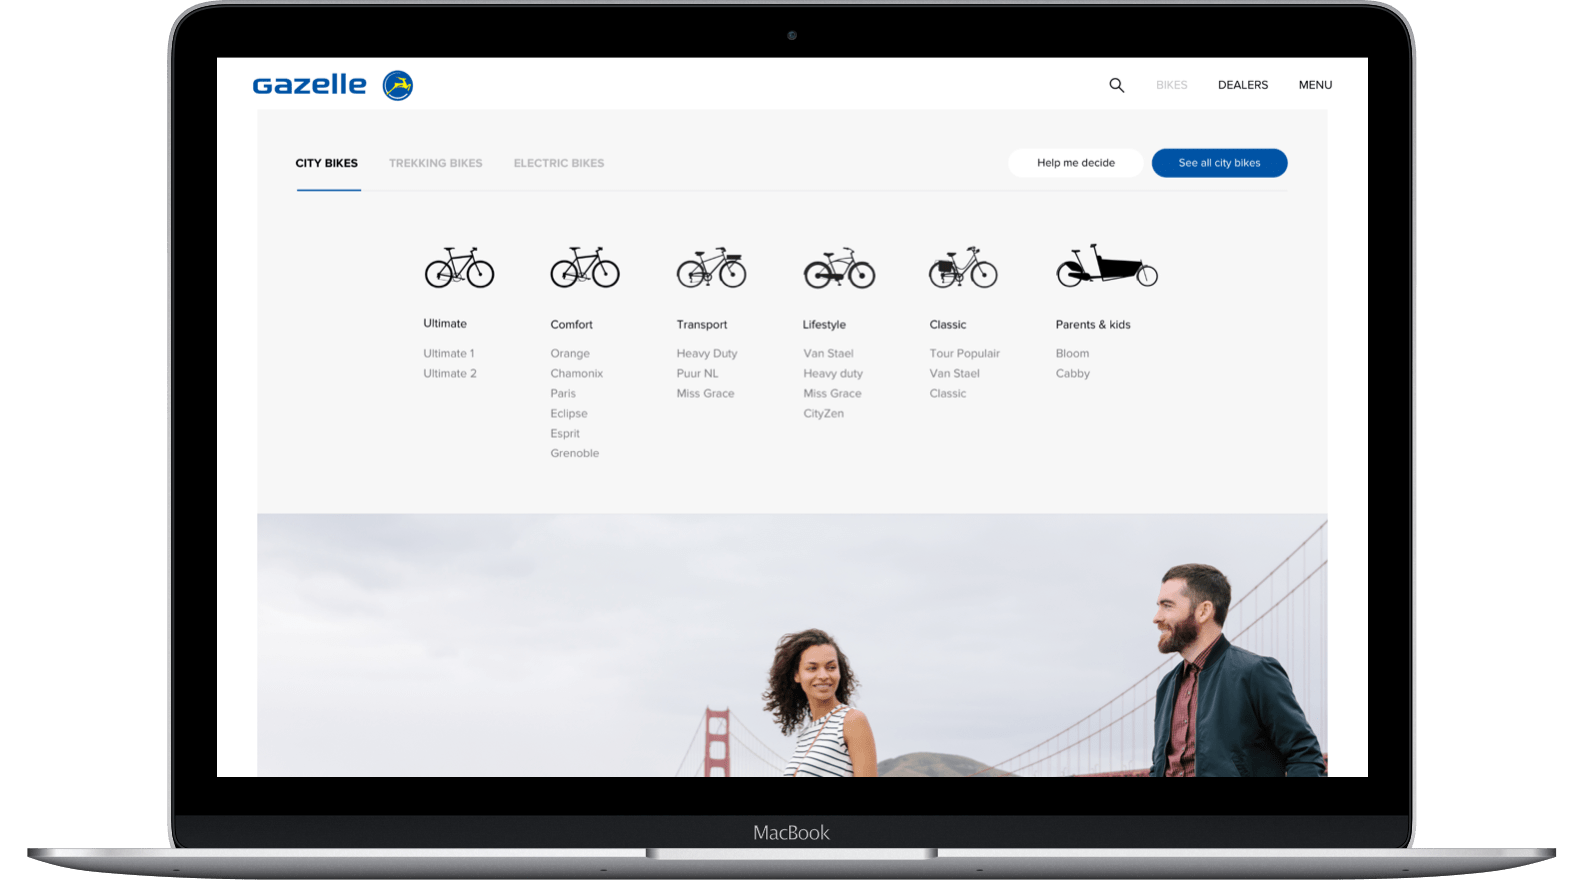 Gazelle
BIKES
DEALERS
MENU
CITY BIKES
TREKKING BIKES
ELECTRIC BIKES
Help me decide
See all city bikes
Ultimate
Ultimate 1
Ultimate 2
Comfort
Orange
Chamonix
Paris
Eclipse
Esprit
Grenoble
Transport
Heavy Duty
Puur NL
Miss Grace
Lifestyle
Van Stael
Heavy duty
Miss Grace
CityZen
Classic
Tour Populair
Van Stael
Classic
Parents & kids
Bloom
Cabby
MacBook